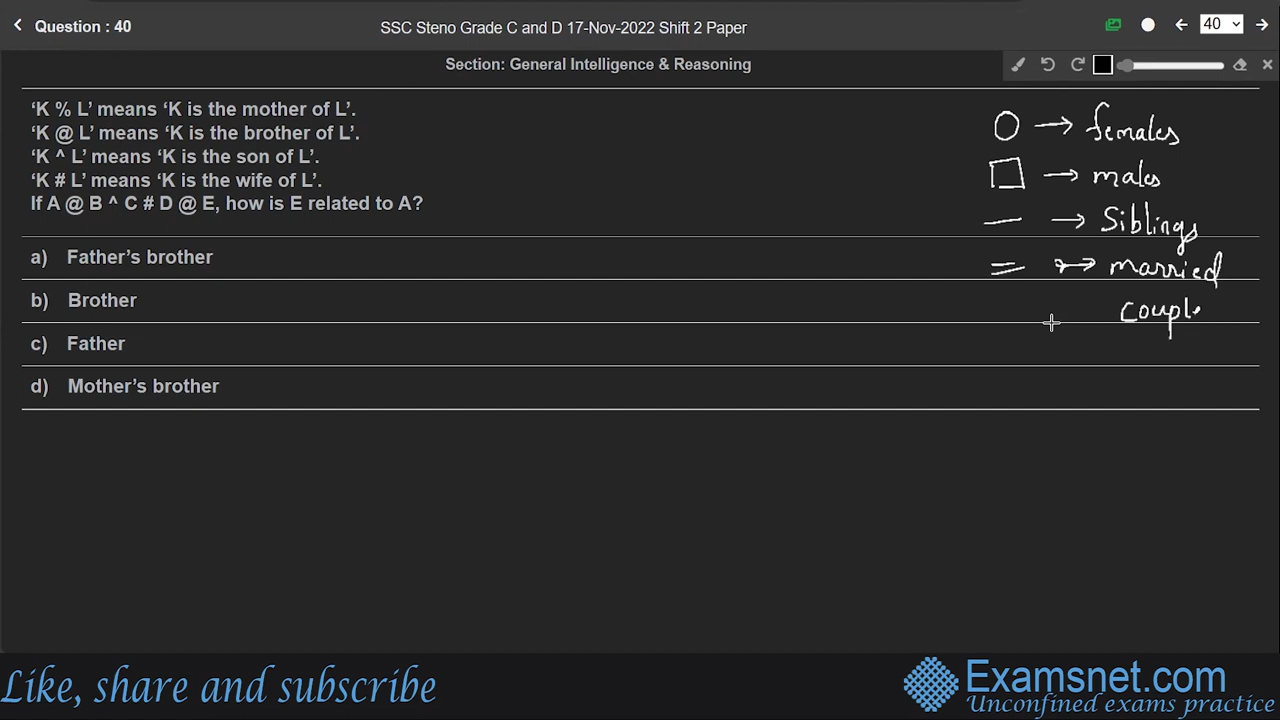 Question : 40
SSC Steno Grade C and D 17-Nov-2022 Shift 2 Paper
40
Section: General Intelligence & Reasoning
‘K % L’ means ‘K is the mother of L’.
‘K @ L’ means ‘K is the brother of L’.
‘K ^ L’ means ‘K is the son of L’.
‘K # L’ means ‘K is the wife of L’.
If A @ B ^ C # D @ E, how is E related to A?
a) Father’s brother
b) Brother
c) Father
d) Mother’s brother
○ → females
□ → males
— → Siblings
= → married
couple
Like, share and subscribe
Examsnet.com
Unconfined exams practice